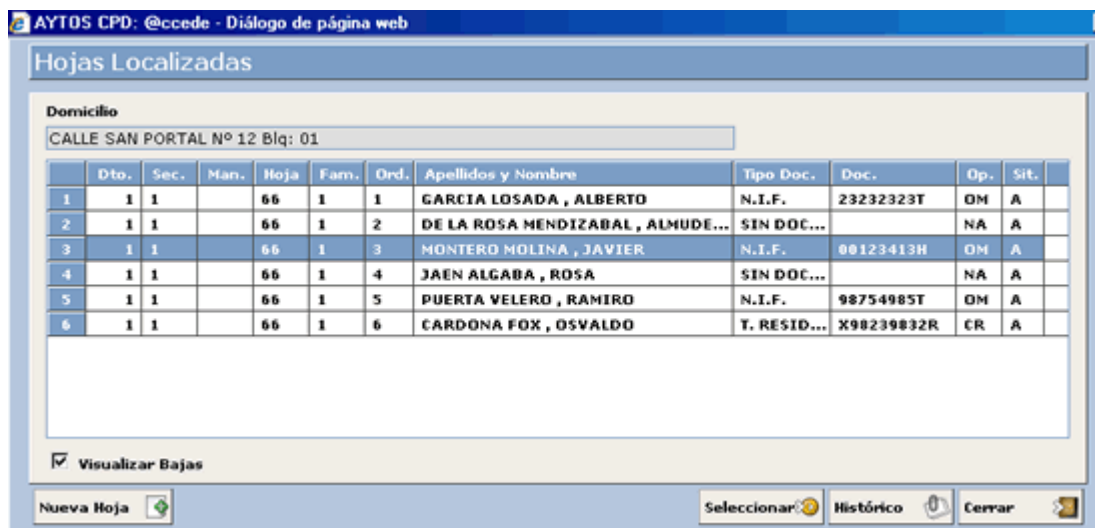 AYTOS CPD: @ccede - Diálogo de página web
Hojas Localizadas
Domicilio
CALLE SAN PORTAL Nº 12 Blq: 01
Dto. Sec. Man. Hoja Fam. Ord. Apellidos y Nombre Tipo Doc. Doc. Op. Sit.
1 1 1 66 1 1 GARCIA LOSADA , ALBERTO N.I.F. 23232323T OM A
2 1 1 66 1 2 DE LA ROSA MENDIZABAL , ALMUDE... SIN DOC... NA A
3 1 1 66 1 3 MONTERO MOLINA , JAVIER N.I.F. 00123413H OM A
4 1 1 66 1 4 JAEN ALGABA , ROSA SIN DOC... NA A
5 1 1 66 1 5 PUERTA VELERO , RAMIRO N.I.F. 98754985T OM A
6 1 1 66 1 6 CARDONA FOX , OSVALDO T. RESID... X98239832R CR A
Visualizar Bajas
Nueva Hoja Seleccionar Histórico Cerrar